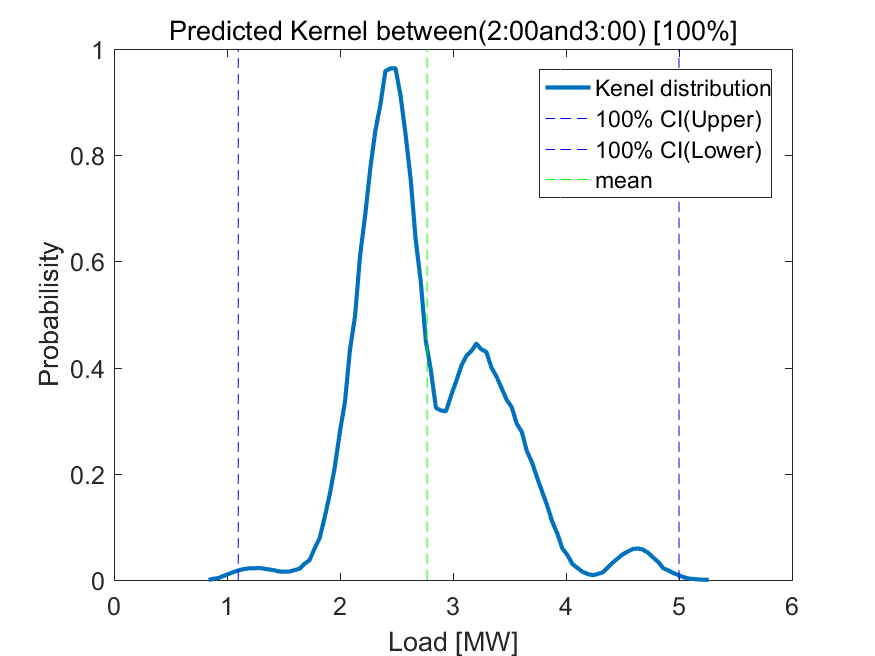 Predicted Kernel between(2:00and3:00) [100%]
Kenel distribution
100% CI(Upper)
100% CI(Lower)
mean
Probabilisity
1
0.8
0.6
0.4
0.2
0
0 1 2 3 4 5 6
Load [MW]